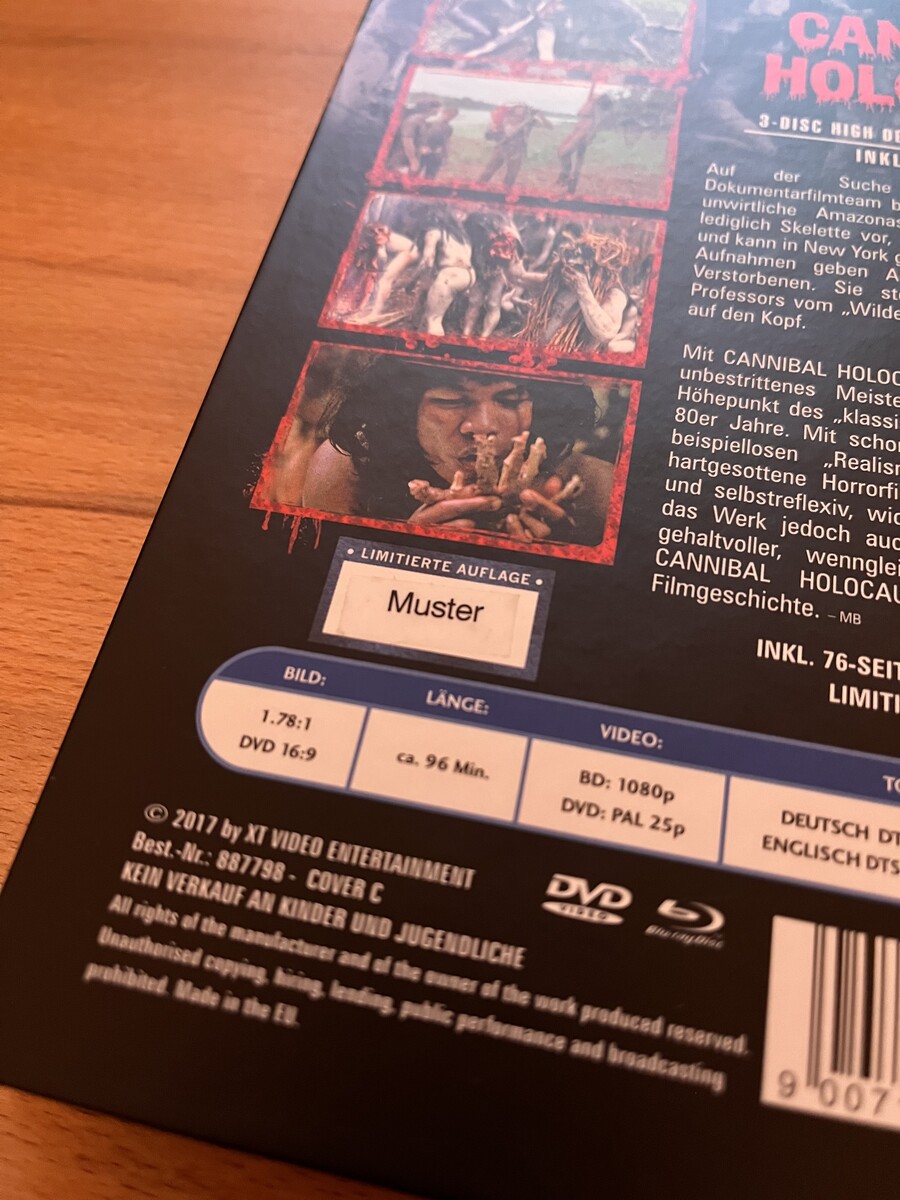 CAN
HOLO
3-DISC HIGH DE
INKL
Auf der Suche
Dokumentarfilmteam b
unwirtliche Amazonas
lediglich Skelette vor,
und kann in New York g
Aufnahmen geben A
Verstorbenen. Sie ste
Professors vom „Wilde
auf den Kopf.
Mit CANNIBAL HOLOC
unbestrittenes Meiste
Höhepunkt des „klassi
80er Jahre. Mit schon
beispiellosen „Realism
hartgesottene Horrorfi
und selbstreflexiv, wid
das Werk jedoch auc
gehaltvoller, wennglei
CANNIBAL HOLOCAU
Filmgeschichte. – MB
• LIMITIERTE AUFLAGE •
Muster
INKL. 76-SEIT
LIMITI
BILD: LÄNGE: VIDEO: TO
1.78:1
DVD 16:9
ca. 96 Min.
BD: 1080p
DVD: PAL 25p
DEUTSCH DT
ENGLISCH DTS
© 2017 by XT VIDEO ENTERTAINMENT
Best.-Nr.: 887798 - COVER C
KEIN VERKAUF AN KINDER UND JUGENDLICHE
All rights of the manufacturer and of the owner of the work produced reserved.
Unauthorised copying, hiring, lending, public performance and broadcasting
prohibited. Made in the EU.
DVD
VIDEO
Blu-ray Disc
9 007